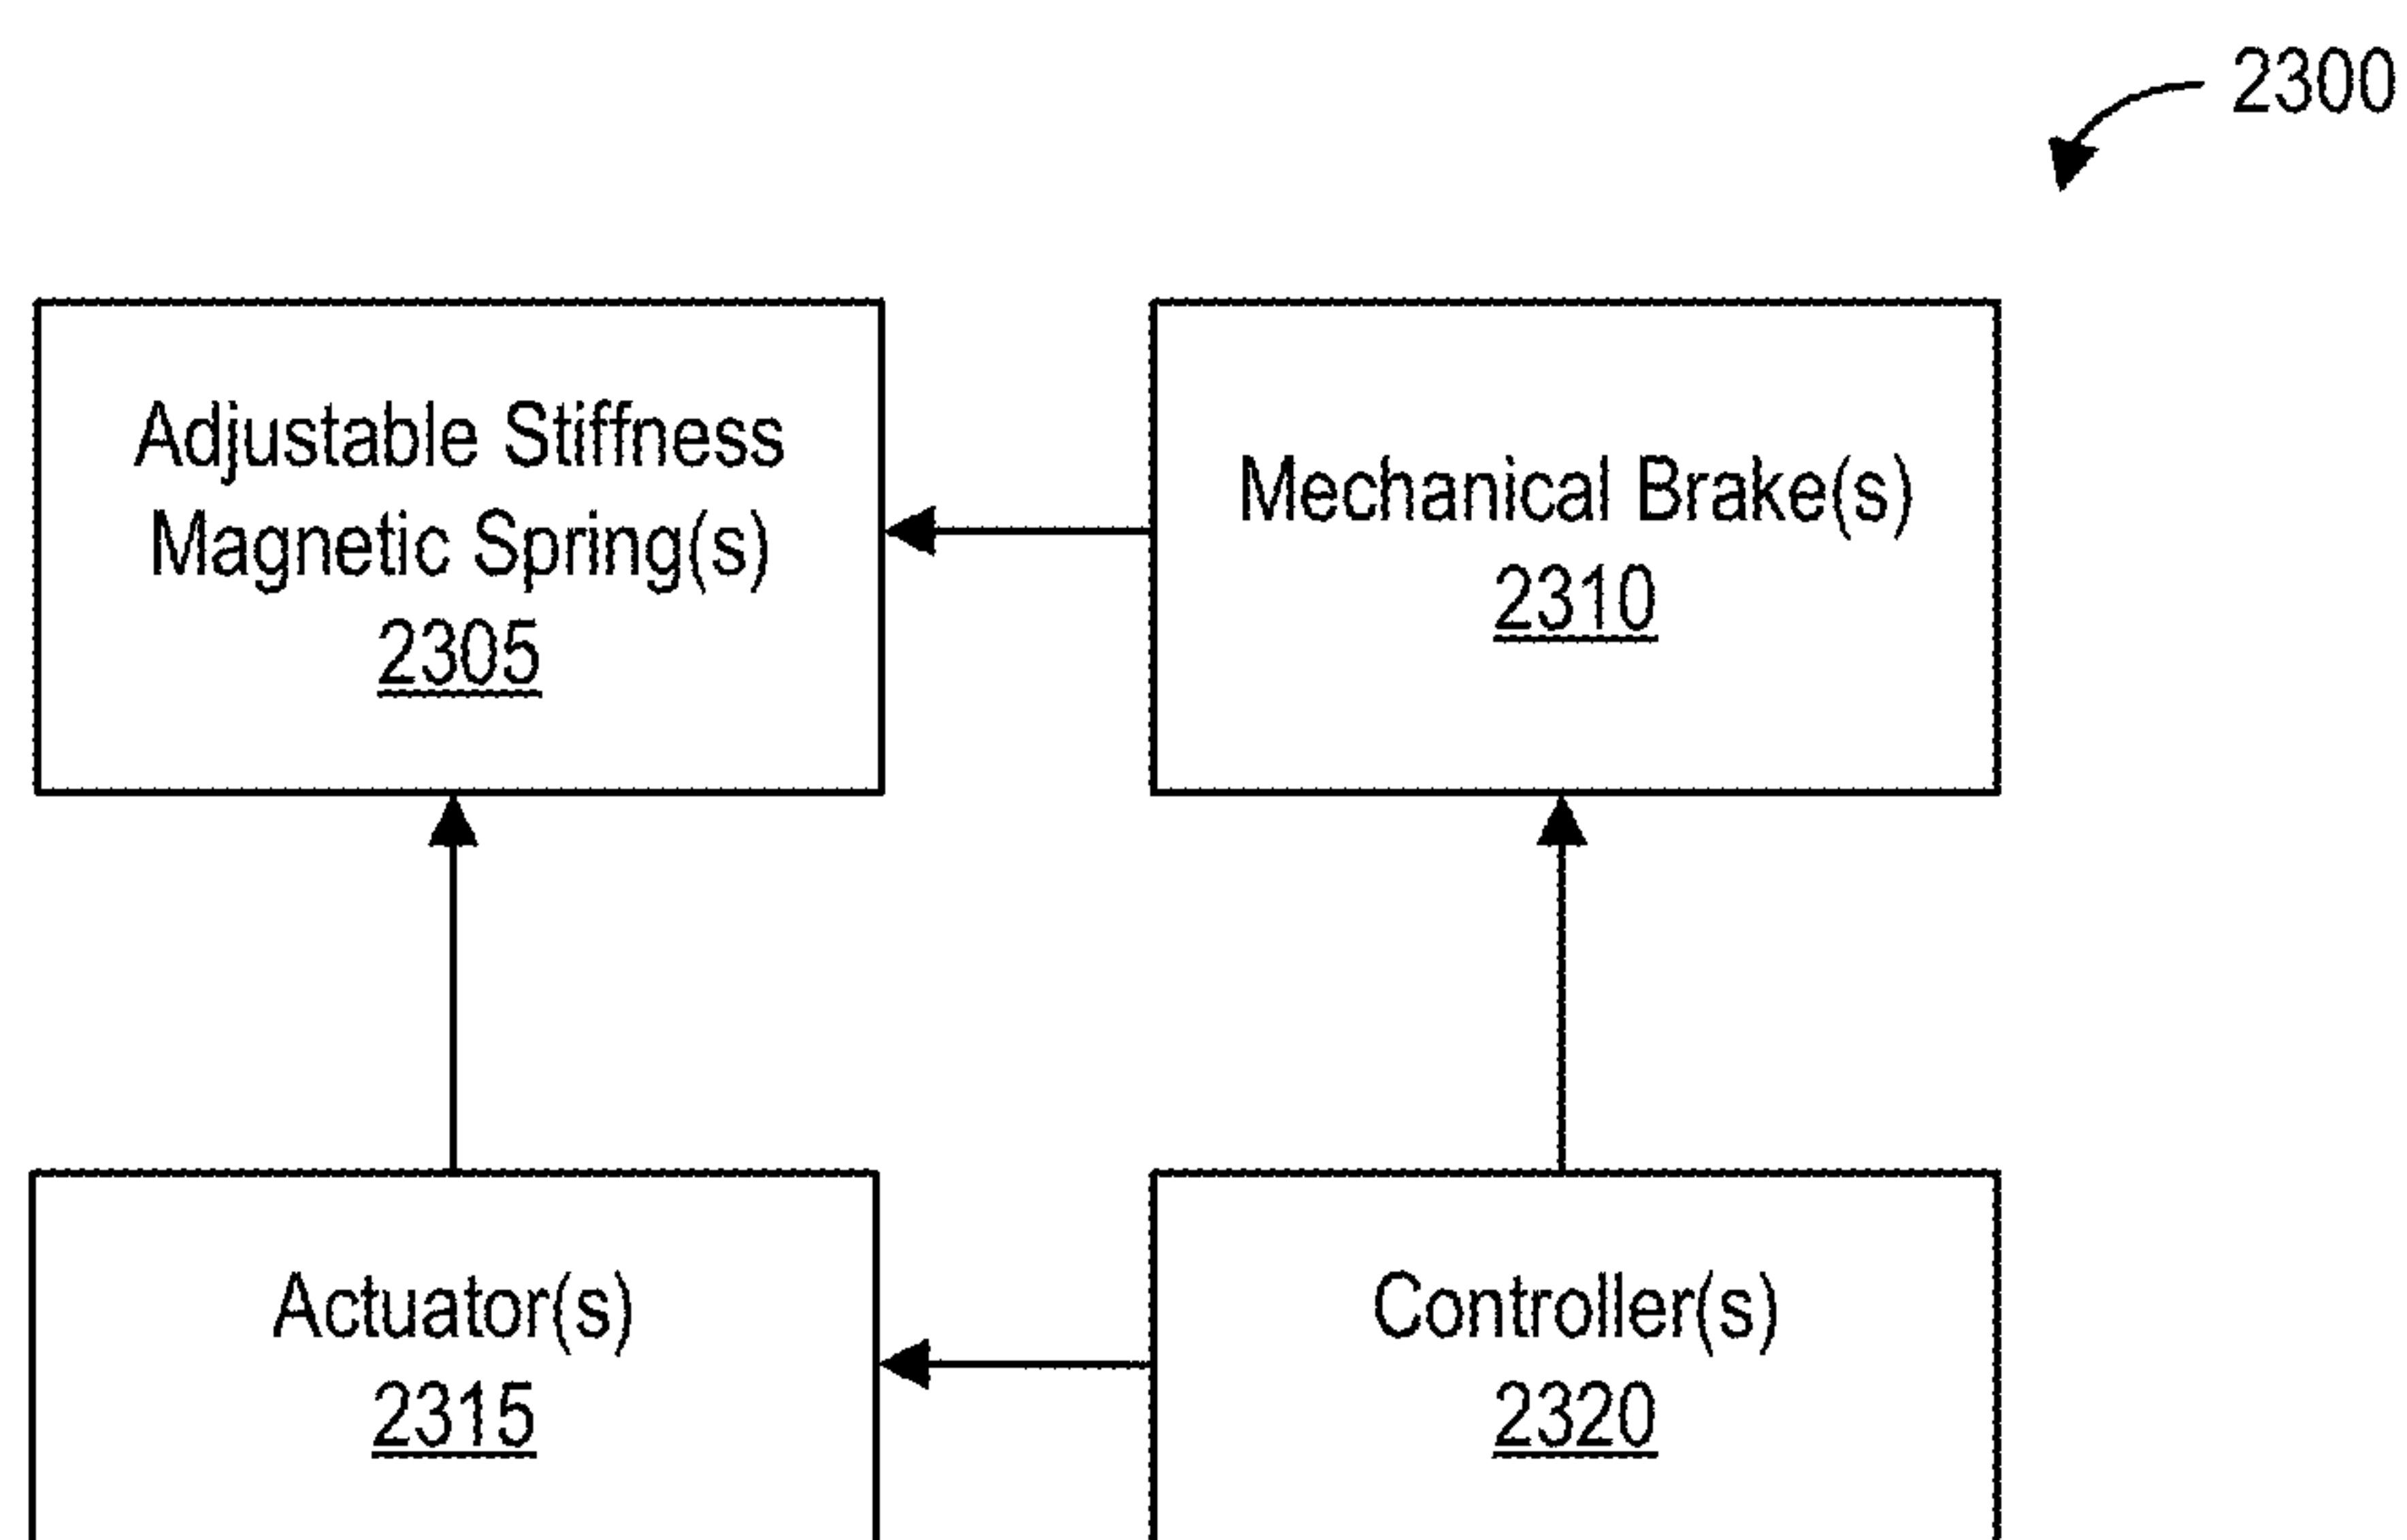 2300
Adjustable Stiffness
Magnetic Spring(s)
2305
Mechanical Brake(s)
2310
Actuator(s)
2315
Controller(s)
2320